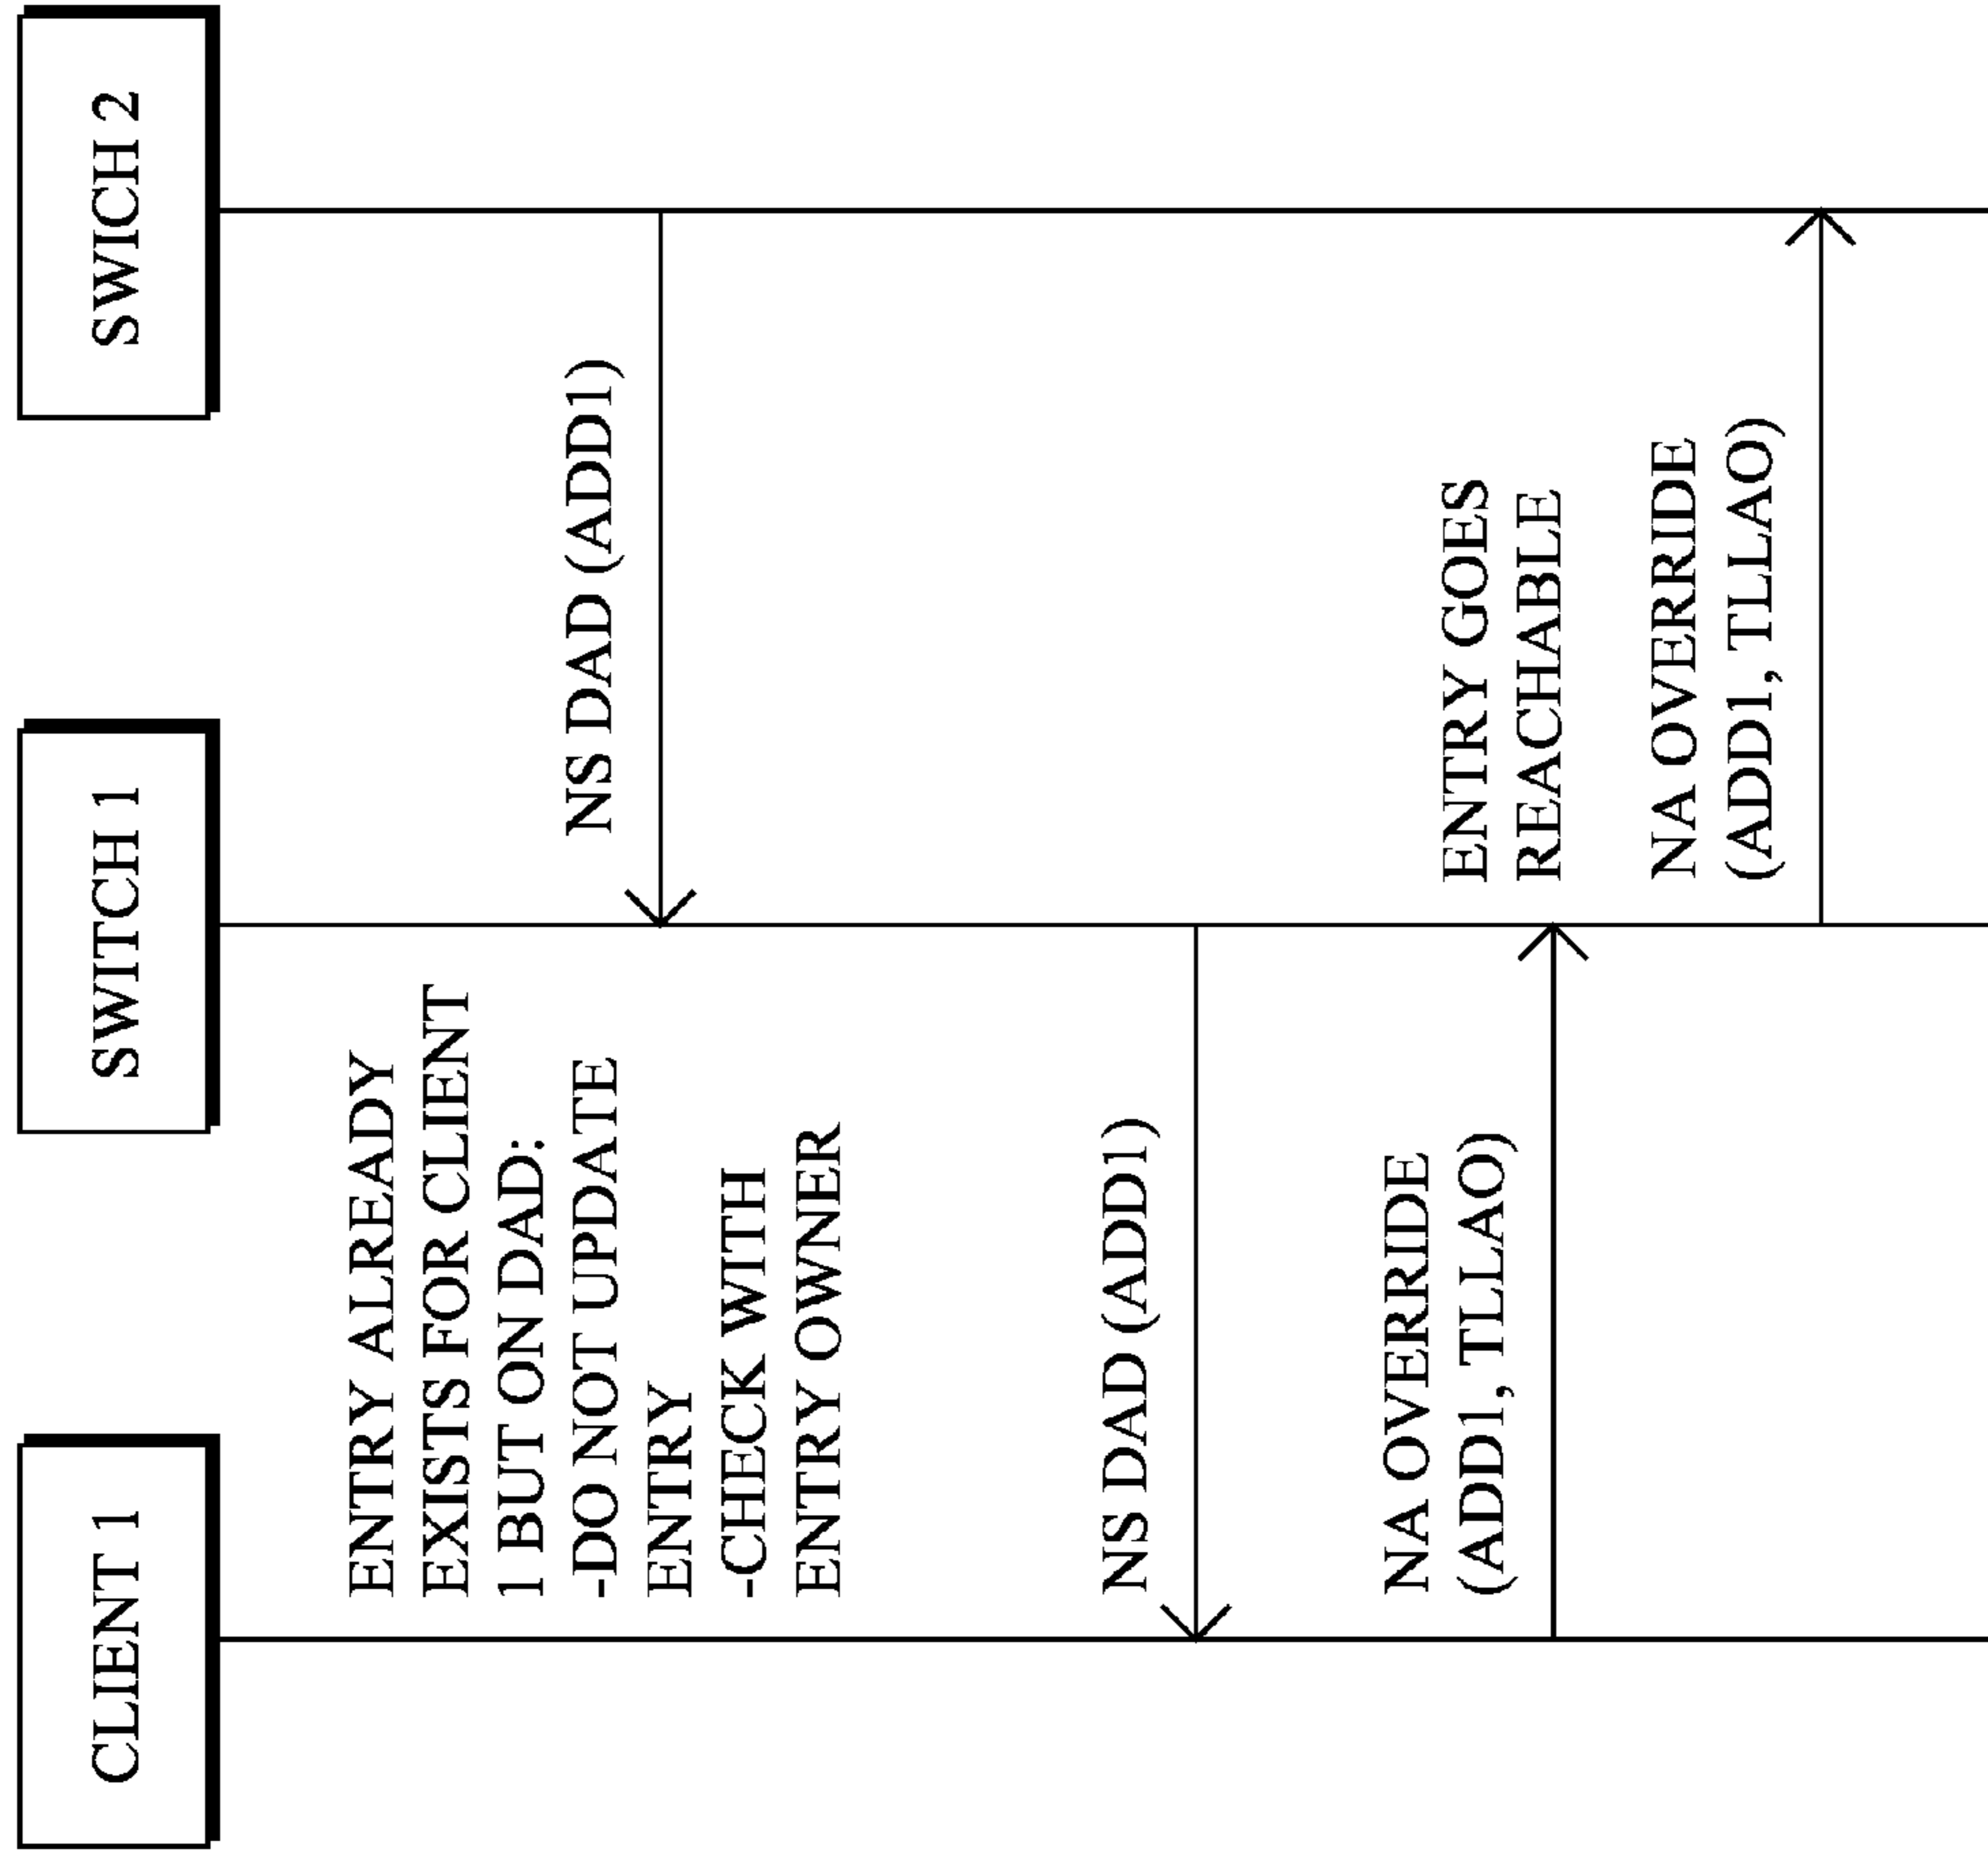 CLIENT 1
SWITCH 1
SWICH 2
ENTRY ALREADY
EXISTS FOR CLIENT
1 BUT ON DAD:
-DO NOT UPDATE
ENTRY
-CHECK WITH
ENTRY OWNER
NS DAD (ADD1)
NS DAD (ADD1)
NA OVERRIDE
(ADD1, TLLAO)
ENTRY GOES
REACHABLE
NA OVERRIDE
(ADD1, TLLAO)